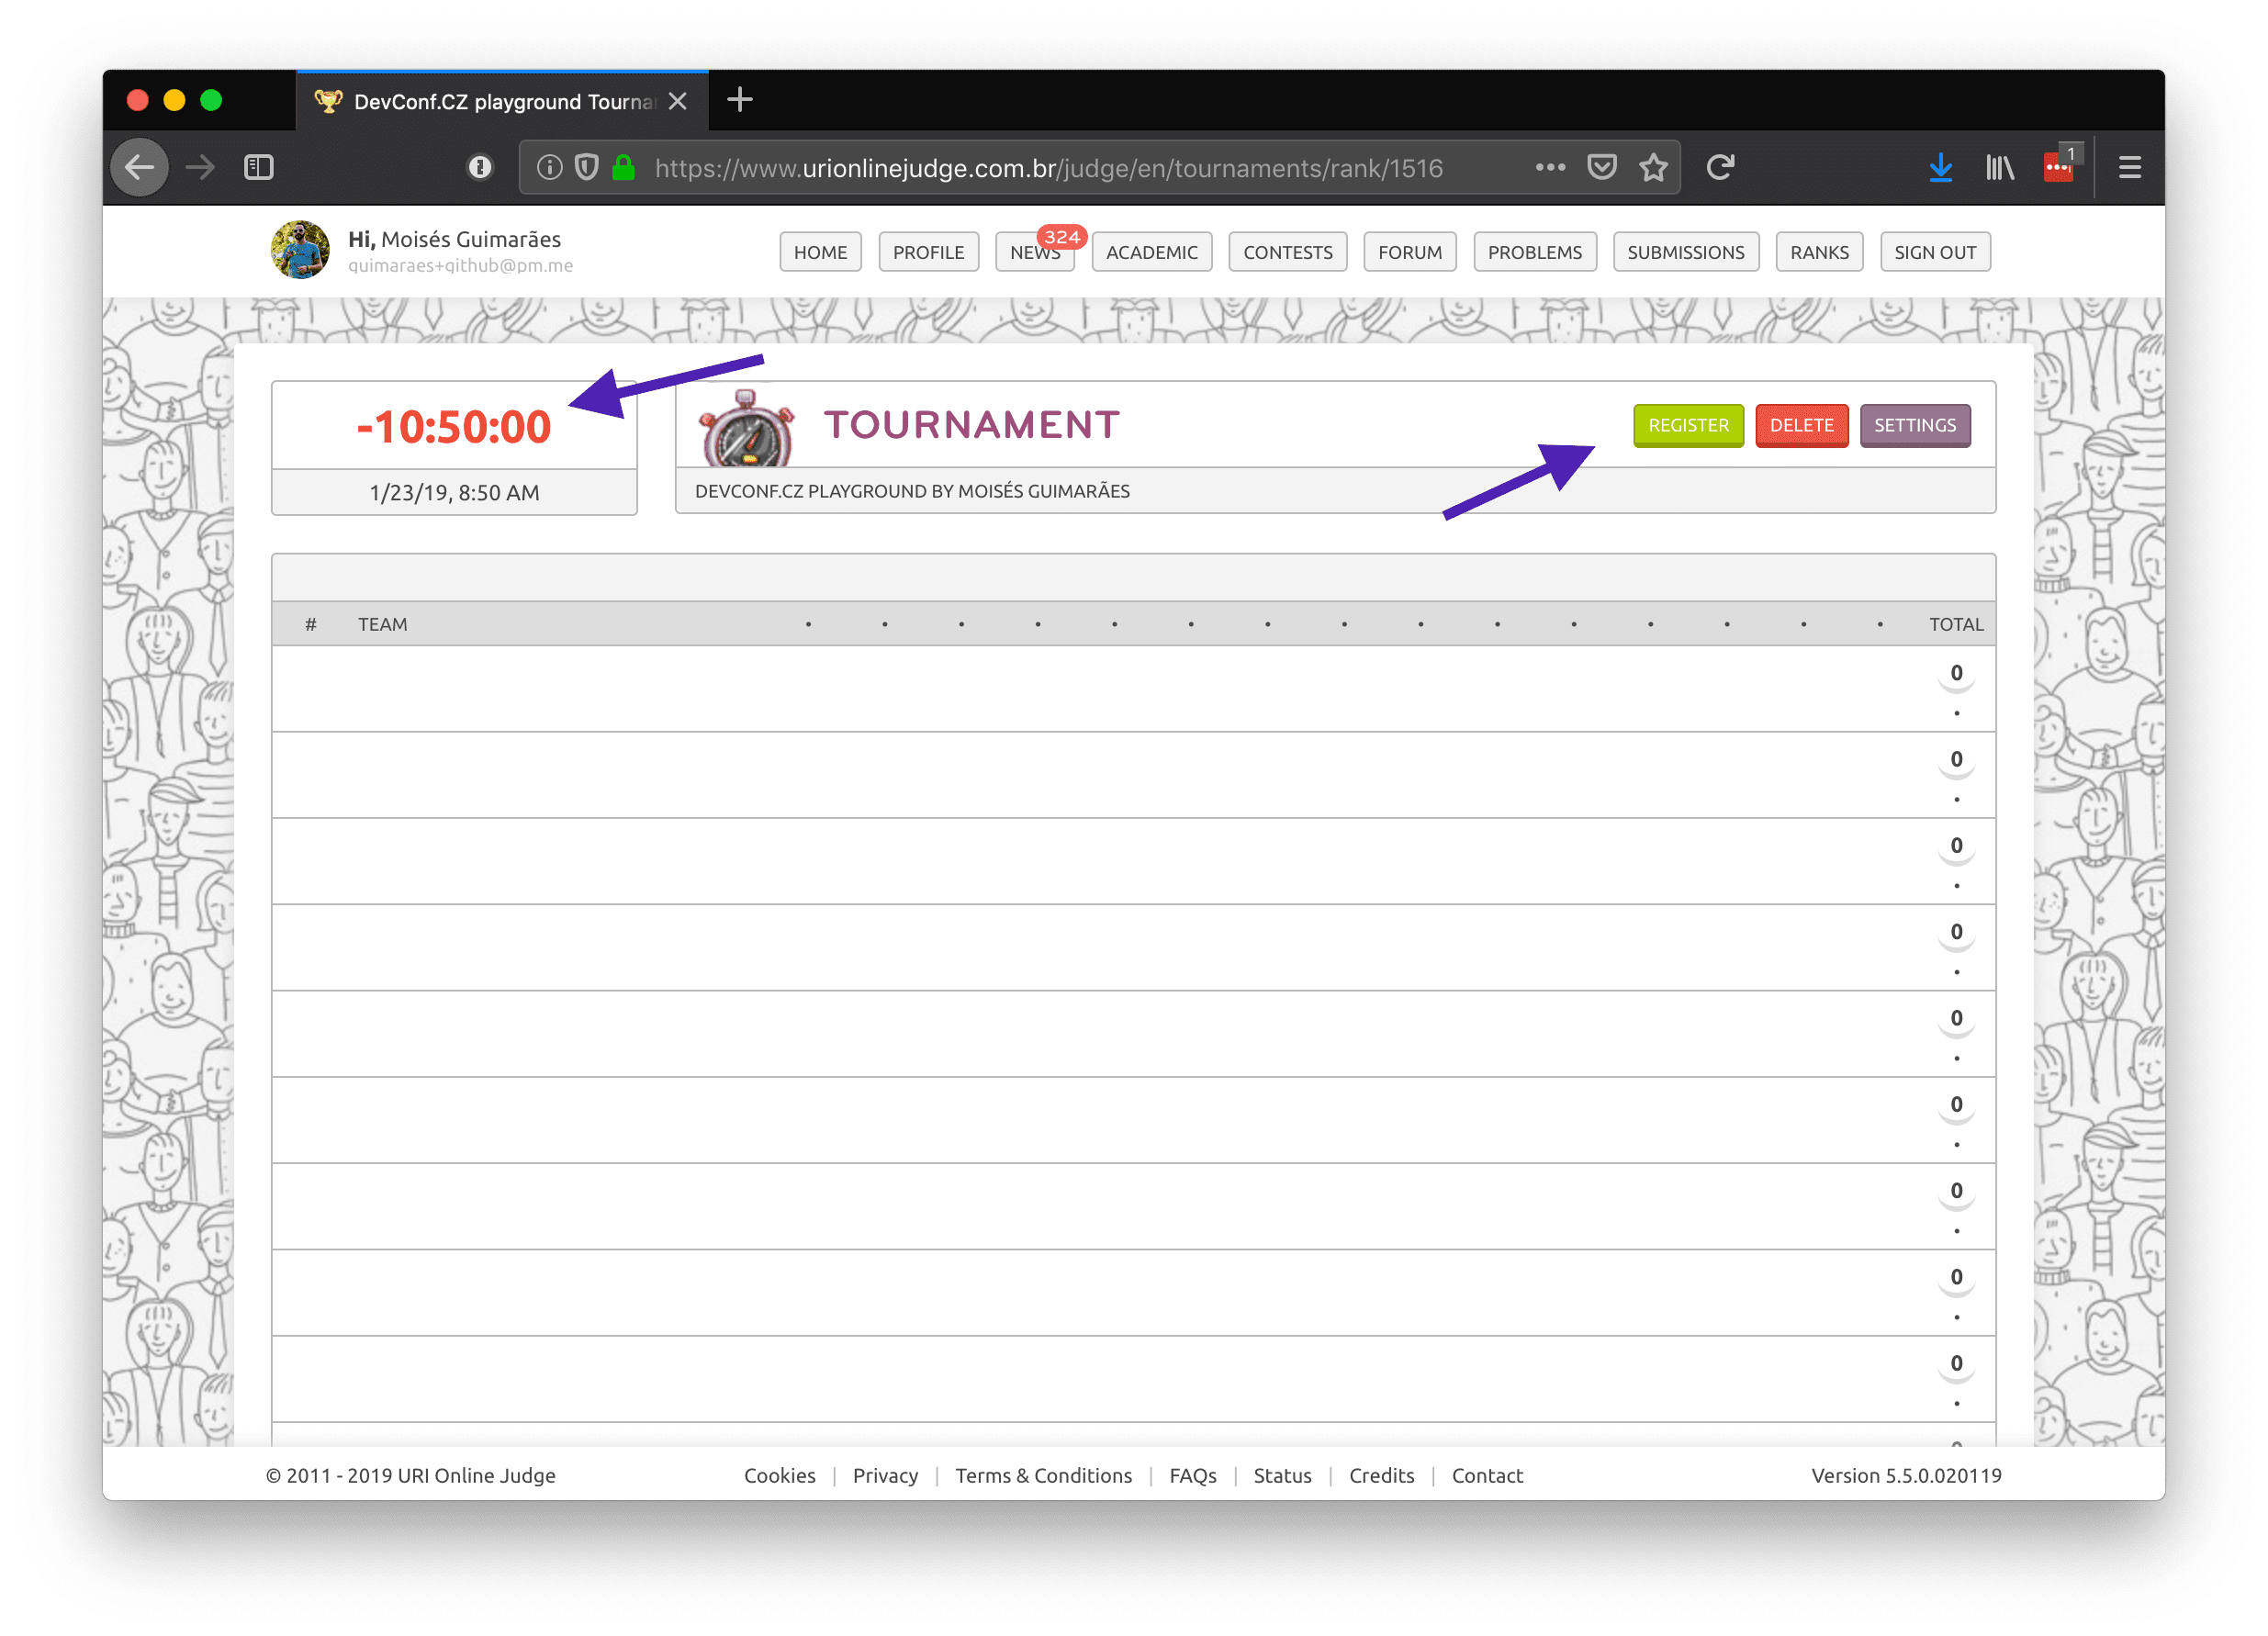 DevConf.CZ playground Tourna
https://www.urionlinejudge.com.br/judge/en/tournaments/rank/1516
1
Hi, Moisés Guimarães
guimaraes+github@pm.me
HOME PROFILE NEWS 324 ACADEMIC CONTESTS FORUM PROBLEMS SUBMISSIONS RANKS SIGN OUT
-10:50:00
1/23/19, 8:50 AM
TOURNAMENT
REGISTER DELETE SETTINGS
DEVCONF.CZ PLAYGROUND BY MOISÉS GUIMARÃES
# TEAM • • • • • • • • • • • • • • • TOTAL
0
•
0
•
0
•
0
•
0
•
0
•
0
•
0
•
0
•
© 2011 - 2019 URI Online Judge
Cookies | Privacy | Terms & Conditions | FAQs | Status | Credits | Contact
Version 5.5.0.020119